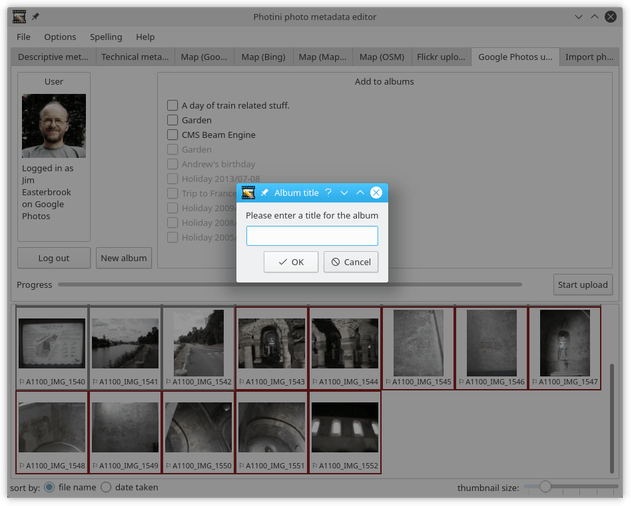 Photini photo metadata editor
File Options Spelling Help
Descriptive met... Technical meta... Map (Goo... Map (Bing) Map (Map... Map (OSM) Flickr uplo... Google Photos u... Import ph...
User
Add to albums
A day of train related stuff.
Garden
CMS Beam Engine
Garden
Andrew's birthday
Holiday 2013/07-08
Trip to France
Holiday 2009
Holiday 2008
Holiday 2005
Logged in as
Jim
Easterbrook
on Google
Photos
Log out New album
Album title ?
Please enter a title for the album
OK Cancel
Progress
Start upload
A1100_IMG_1540 A1100_IMG_1541 A1100_IMG_1542 A1100_IMG_1543 A1100_IMG_1544 A1100_IMG_1545 A1100_IMG_1546 A1100_IMG_1547
A1100_IMG_1548 A1100_IMG_1549 A1100_IMG_1550 A1100_IMG_1551 A1100_IMG_1552
sort by: file name date taken thumbnail size: